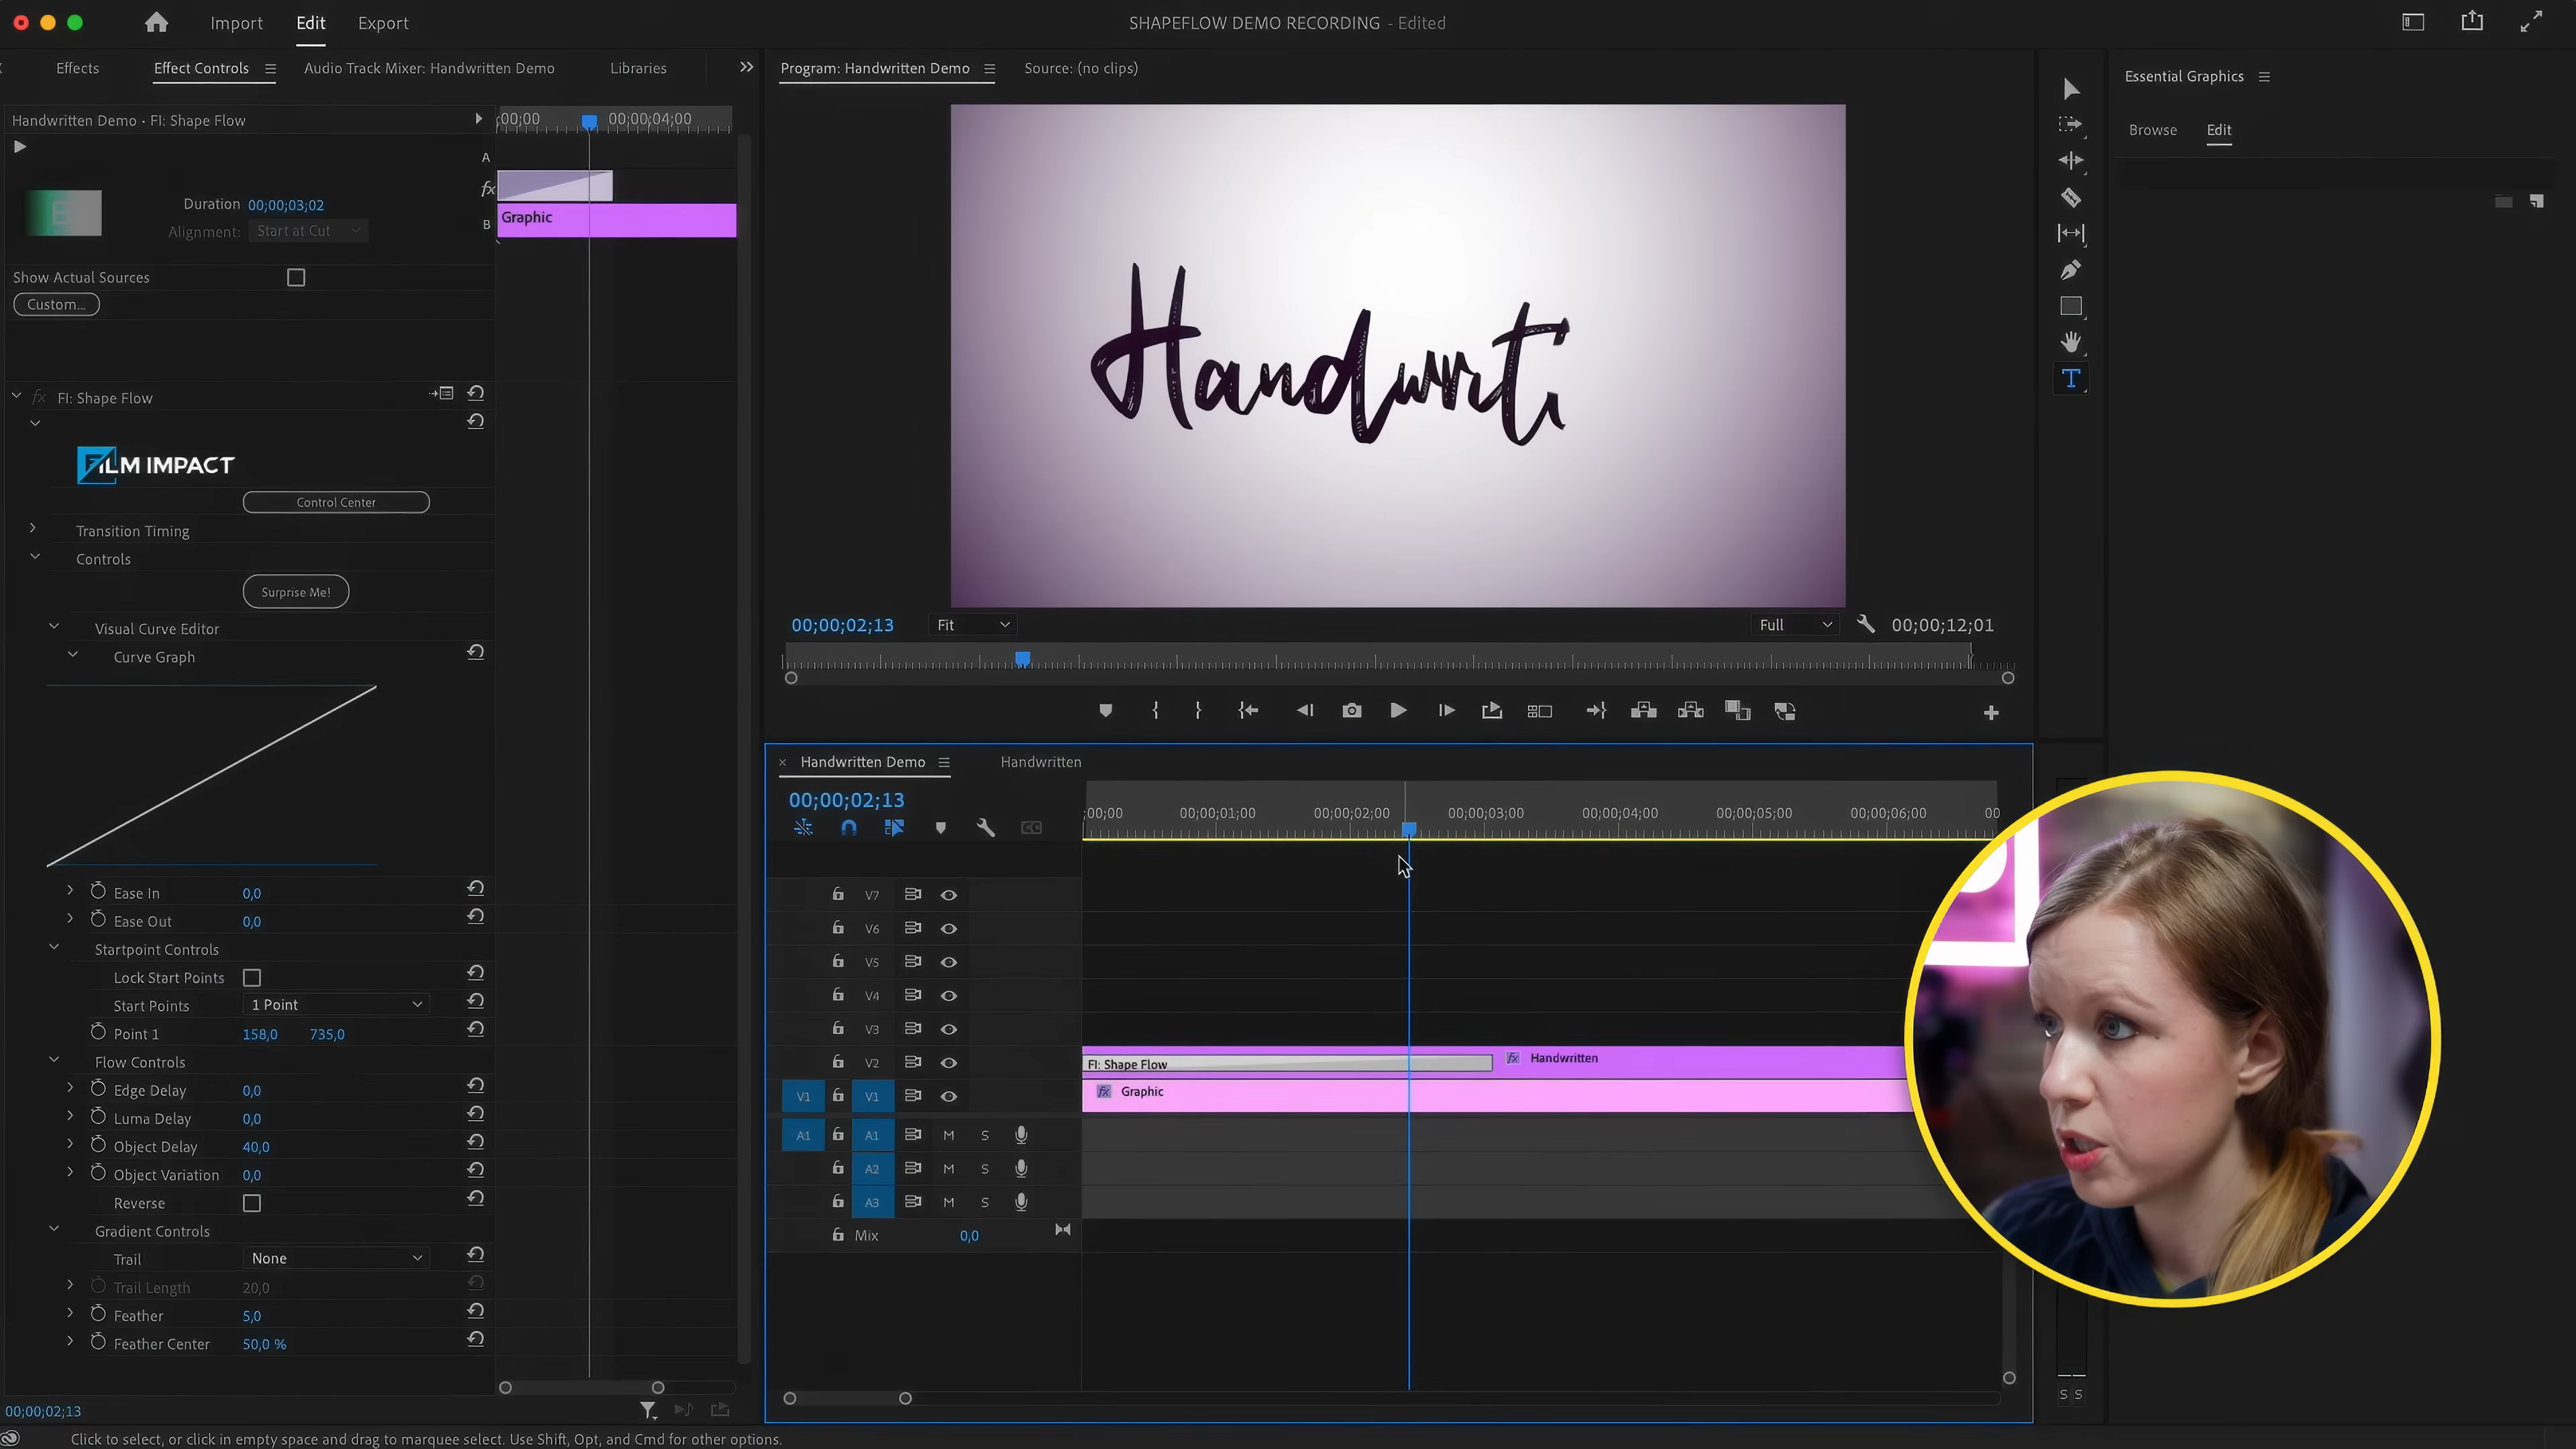 Import Edit Export
SHAPEFLOW DEMO RECORDING - Edited
Effects Effect Controls Audio Track Mixer: Handwritten Demo Libraries
Handwritten Demo • FI: Shape Flow
;00;00 00;00;04;00
A
fx
B
Graphic
Duration 00;00;03;02
Alignment: Start at Cut
Show Actual Sources
Custom...
fx FI: Shape Flow
FILM IMPACT
Control Center
Transition Timing
Controls
Surprise Me!
Visual Curve Editor
Curve Graph
Ease In 0,0
Ease Out 0,0
Startpoint Controls
Lock Start Points
Start Points 1 Point
Point 1 158,0 735,0
Flow Controls
Edge Delay 0,0
Luma Delay 0,0
Object Delay 40,0
Object Variation 0,0
Reverse
Gradient Controls
Trail None
Trail Length 20,0
Feather 5,0
Feather Center 50,0 %
00;00;02;13
Click to select, or click in empty space and drag to marquee select. Use Shift, Opt, and Cmd for other options.
Program: Handwritten Demo Source: (no clips)
Handwrti
00;00;02;13 Fit Full 00;00;12;01
Handwritten Demo Handwritten
00;00;02;13
;00;00 00;00;01;00 00;00;02;00 00;00;03;00 00;00;04;00 00;00;05;00 00;00;06;00 00
V7
V6
V5
V4
V3
V2 FI: Shape Flow fx Handwritten
V1 V1 fx Graphic
A1 A1 M S
A2 M S
A3 M S
Mix 0,0
S S
T
Essential Graphics
Browse Edit